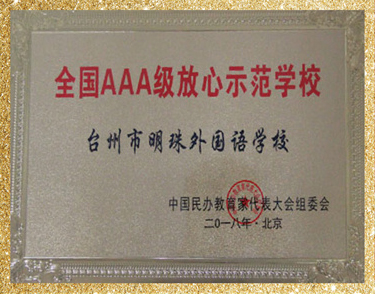 全国AAA级放心示范学校
台州市明珠外国语学校
中国民办教育家代表大会组委会
二〇一八年·北京